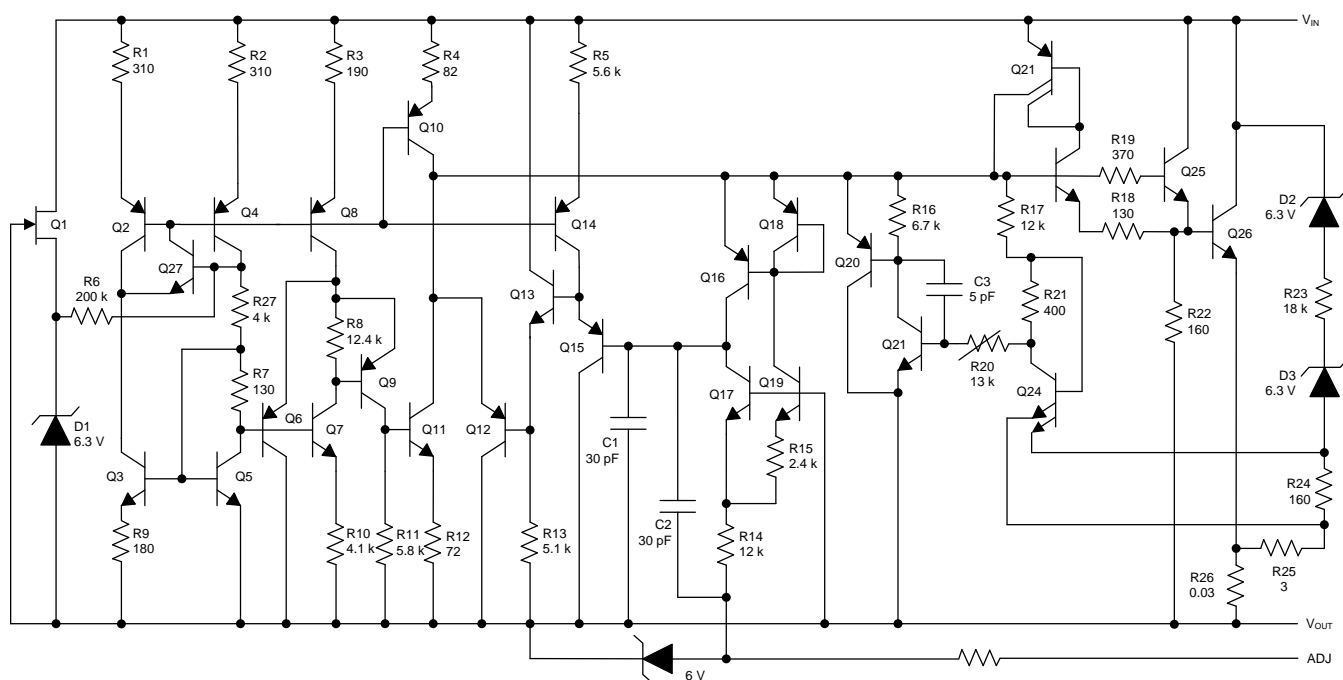 V_IN
R1
310
R2
310
R3
190
R4
82
R5
5.6 k
Q21
Q10
R19
370
Q25
R18
130
Q1
Q2
Q4
Q8
Q14
Q18
R16
6.7 k
R17
12 k
Q26
D2
6.3 V
Q27
R6
200 k
R27
4 k
Q13
Q16
Q20
C3
5 pF
R21
400
R23
18 k
R22
160
R8
12.4 k
Q15
Q21
R20
13 k
R7
130
Q9
Q17
Q19
Q24
D3
6.3 V
D1
6.3 V
Q6
Q7
Q11
Q12
C1
30 pF
R15
2.4 k
Q3
Q5
R24
160
C2
30 pF
R9
180
R10
4.1 k
R11
5.8 k
R12
72
R13
5.1 k
R14
12 k
R26
0.03
R25
3
V_OUT
6 V
ADJ